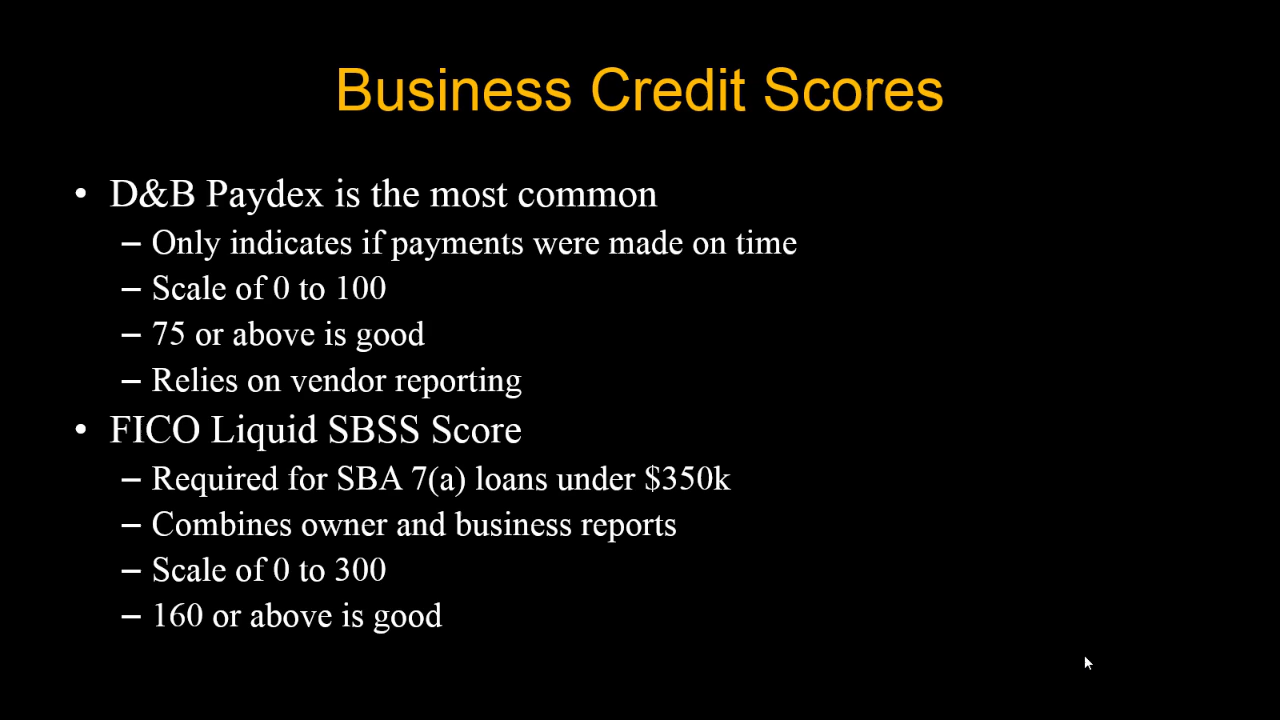 Business Credit Scores
• D&B Paydex is the most common
– Only indicates if payments were made on time
– Scale of 0 to 100
– 75 or above is good
– Relies on vendor reporting
• FICO Liquid SBSS Score
– Required for SBA 7(a) loans under $350k
– Combines owner and business reports
– Scale of 0 to 300
– 160 or above is good